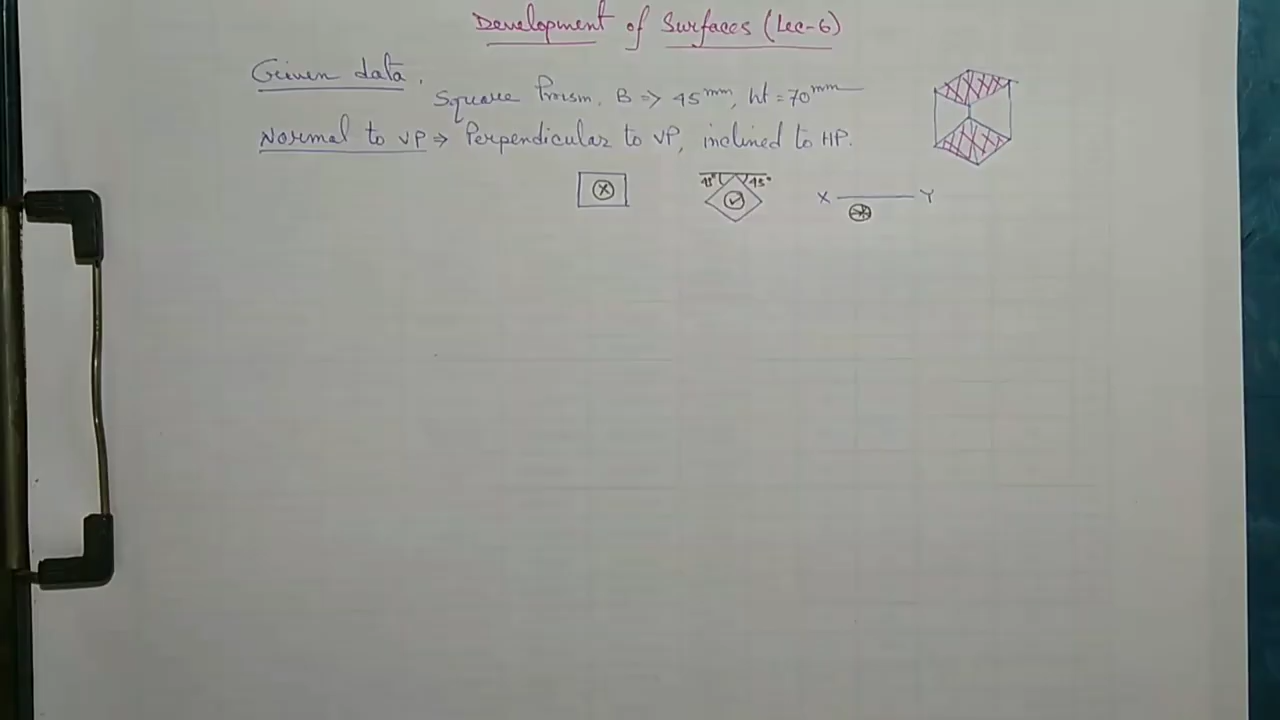 Development of Surfaces (Lec-6)
Given data.
Square Prism. B => 45mm, ht = 70mm
Normal to VP => Perpendicular to VP, inclined to HP.
45° 45°
X Y